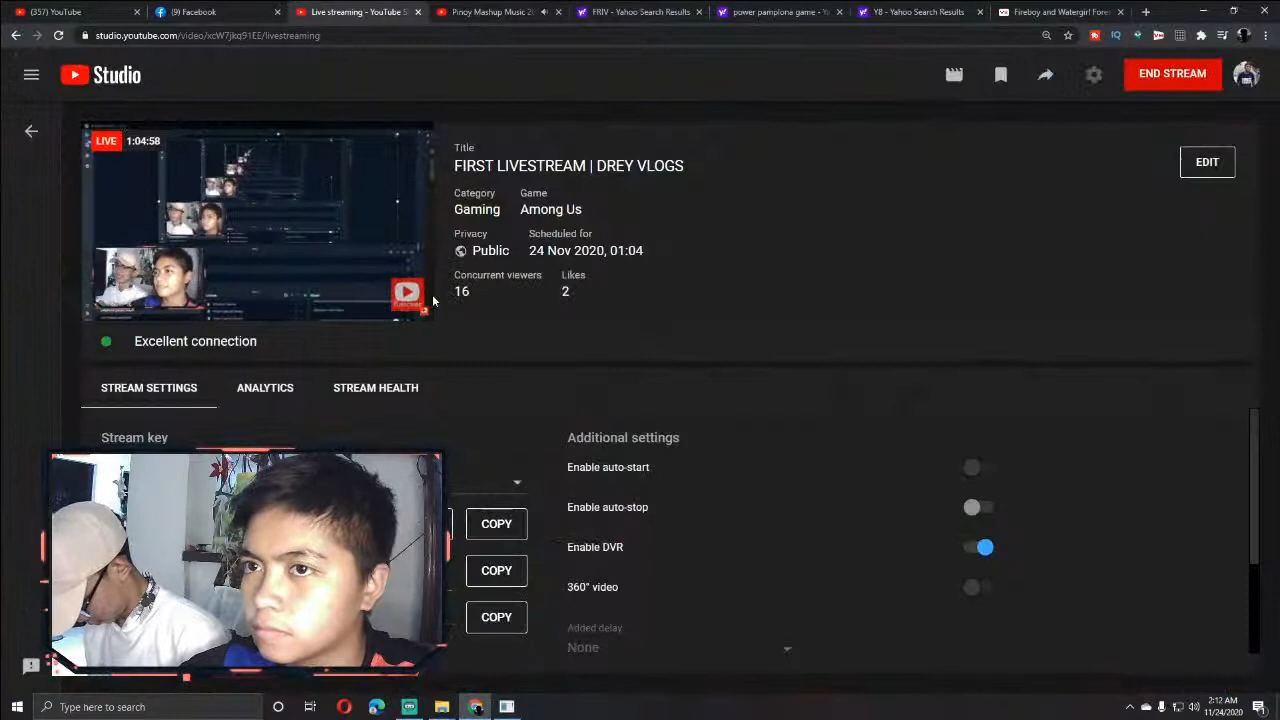 (357) YouTube
(9) Facebook
Live streaming - YouTube S
Pinoy Mashup Music 20
FRIV - Yahoo Search Results
power pamplona game - Ya
Y8 - Yahoo Search Results
Fireboy and Watergirl Fores
studio.youtube.com/video/xcW7jkq91EE/livestreaming
Studio
END STREAM
LIVE 1:04:58
Title
FIRST LIVESTREAM | DREY VLOGS
EDIT
Category Game
Gaming Among Us
Privacy Scheduled for
Public 24 Nov 2020, 01:04
Concurrent viewers Likes
16 2
Excellent connection
STREAM SETTINGS ANALYTICS STREAM HEALTH
Stream key
Additional settings
Enable auto-start
Enable auto-stop
COPY
Enable DVR
COPY
360° video
COPY
Added delay
None
Type here to search
2:12 AM
11/24/2020